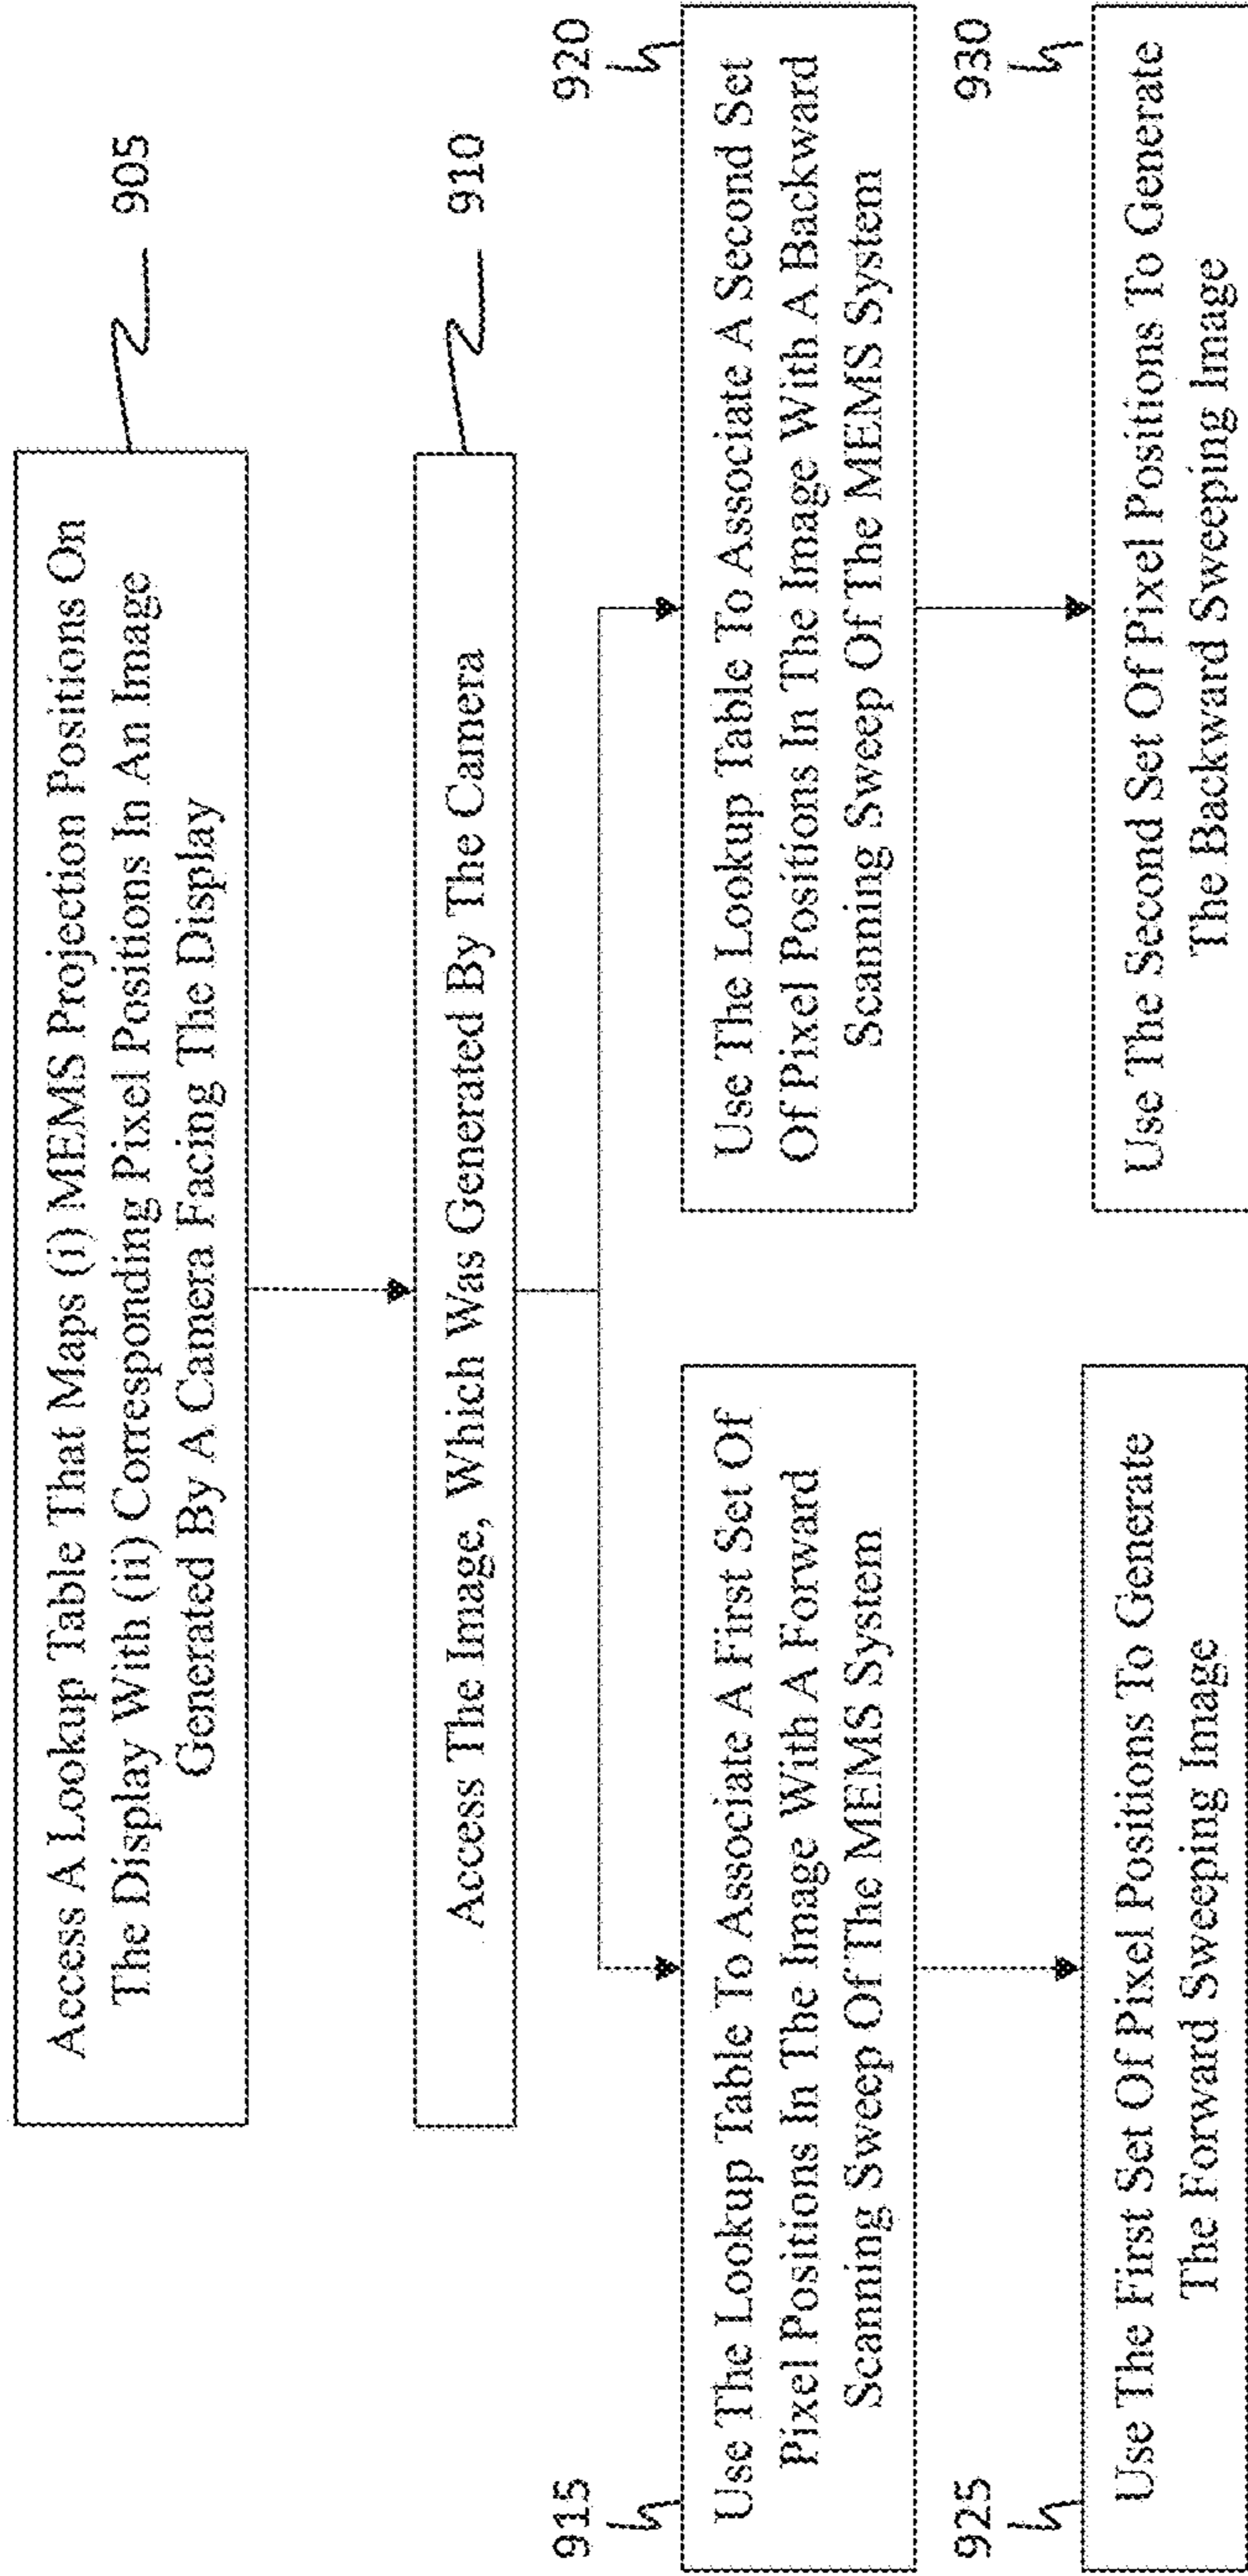 Access A Lookup Table That Maps (i) MEMS Projection Positions On
The Display With (ii) Corresponding Pixel Positions In An Image
Generated By A Camera Facing The Display
905
Access The Image, Which Was Generated By The Camera
910
915
Use The Lookup Table To Associate A First Set Of
Pixel Positions In The Image With A Forward
Scanning Sweep Of The MEMS System
920
Use The Lookup Table To Associate A Second Set
Of Pixel Positions In The Image With A Backward
Scanning Sweep Of The MEMS System
925
Use The First Set Of Pixel Positions To Generate
The Forward Sweeping Image
930
Use The Second Set Of Pixel Positions To Generate
The Backward Sweeping Image